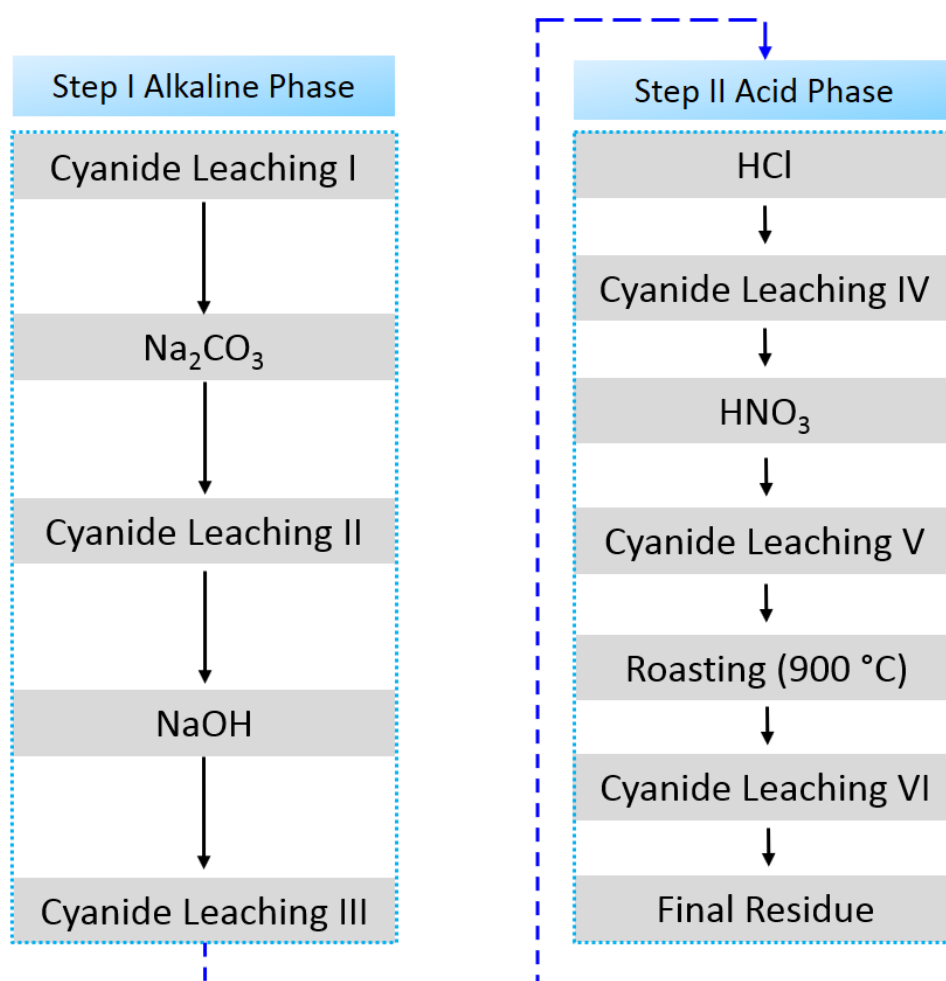 Step I Alkaline Phase
Cyanide Leaching I
Na₂CO₃
Cyanide Leaching II
NaOH
Cyanide Leaching III
Step II Acid Phase
HCl
Cyanide Leaching IV
HNO₃
Cyanide Leaching V
Roasting (900 °C)
Cyanide Leaching VI
Final Residue